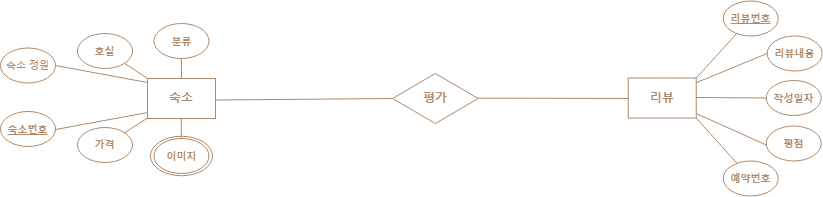 리뷰번호
분류
호실
리뷰내용
숙소 정원
숙소
평가
리뷰
작성일자
숙소번호
가격
평점
이미지
예약번호